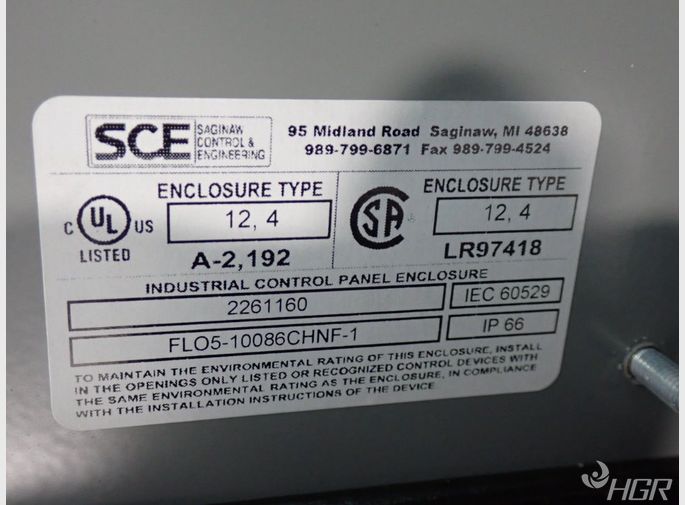 SCE SAGINAW CONTROL & ENGINEERING
95 Midland Road Saginaw, MI 48638
989-799-6871 Fax 989-799-4524
ENCLOSURE TYPE
12, 4
C UL US
LISTED
A-2,192
ENCLOSURE TYPE
12, 4
CSA
LR97418
INDUSTRIAL CONTROL PANEL ENCLOSURE
2261160
IEC 60529
FLO5-10086CHNF-1
IP 66
TO MAINTAIN THE ENVIRONMENTAL RATING OF THIS ENCLOSURE, INSTALL
IN THE OPENINGS ONLY LISTED OR RECOGNIZED CONTROL DEVICES WITH
THE SAME ENVIRONMENTAL RATING AS THE ENCLOSURE, IN COMPLIANCE
WITH THE INSTALLATION INSTRUCTIONS OF THE DEVICE.
HGR